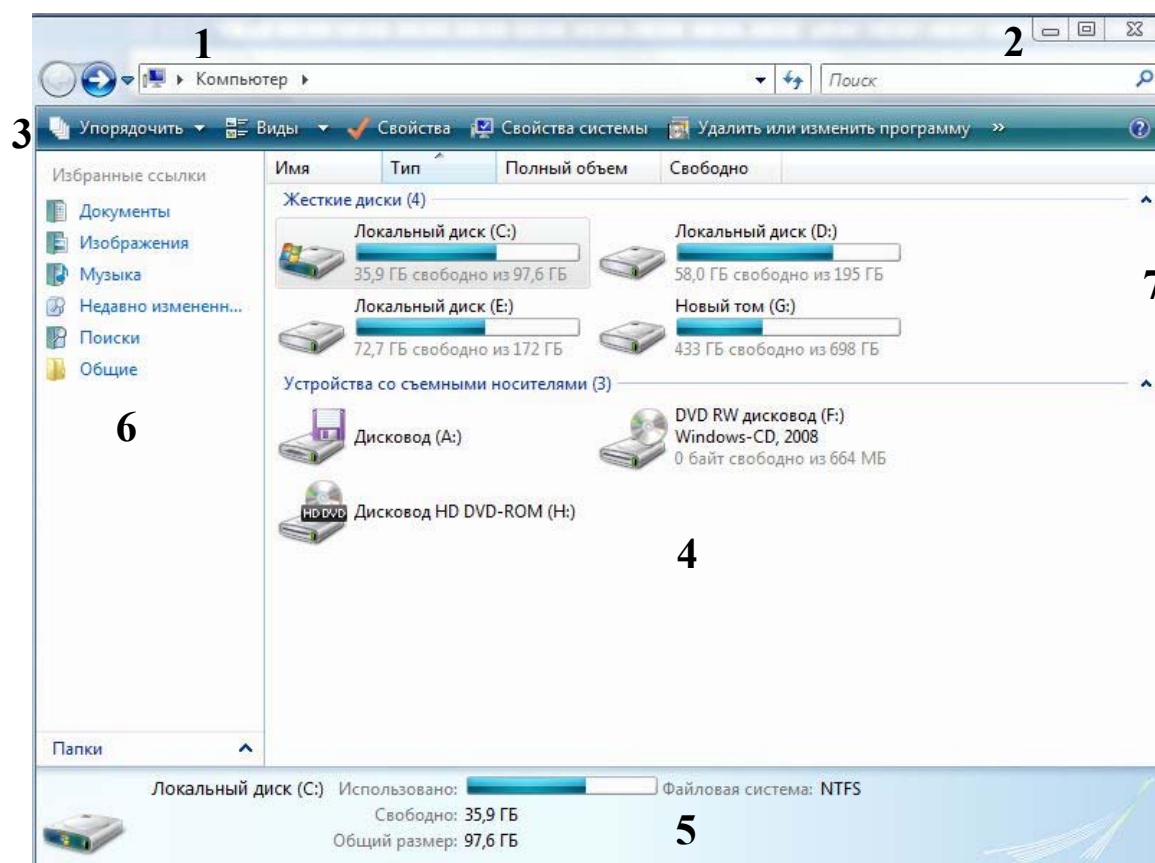 1
2
Компьютер
Поиск
3
Упорядочить Виды Свойства Свойства системы Удалить или изменить программу »
Избранные ссылки
Документы
Изображения
Музыка
Недавно измененн...
Поиски
Общие
6
Папки
Имя Тип Полный объем Свободно
Жесткие диски (4)
Локальный диск (C:)
35,9 ГБ свободно из 97,6 ГБ
Локальный диск (D:)
58,0 ГБ свободно из 195 ГБ
7
Локальный диск (E:)
72,7 ГБ свободно из 172 ГБ
Новый том (G:)
433 ГБ свободно из 698 ГБ
Устройства со съемными носителями (3)
Дисковод (A:)
DVD RW дисковод (F:)
Windows-CD, 2008
0 байт свободно из 664 МБ
HD DVD
Дисковод HD DVD-ROM (H:)
4
Локальный диск (C:) Использовано: Файловая система: NTFS
Свободно: 35,9 ГБ
Общий размер: 97,6 ГБ
5